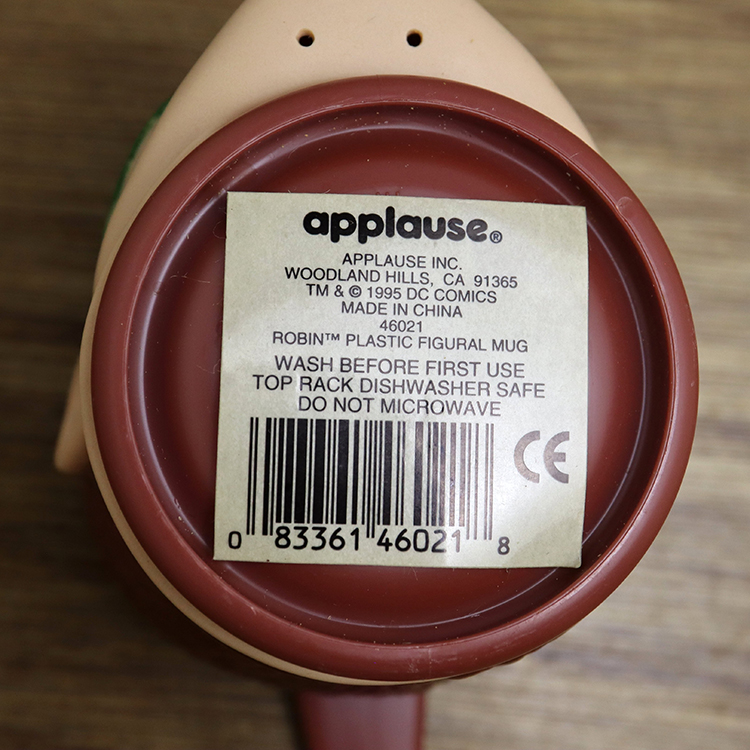 applause®
APPLAUSE INC.
WOODLAND HILLS, CA 91365
TM & © 1995 DC COMICS
MADE IN CHINA
46021
ROBIN™ PLASTIC FIGURAL MUG
WASH BEFORE FIRST USE
TOP RACK DISHWASHER SAFE
DO NOT MICROWAVE
CE
0 83361 46021 8